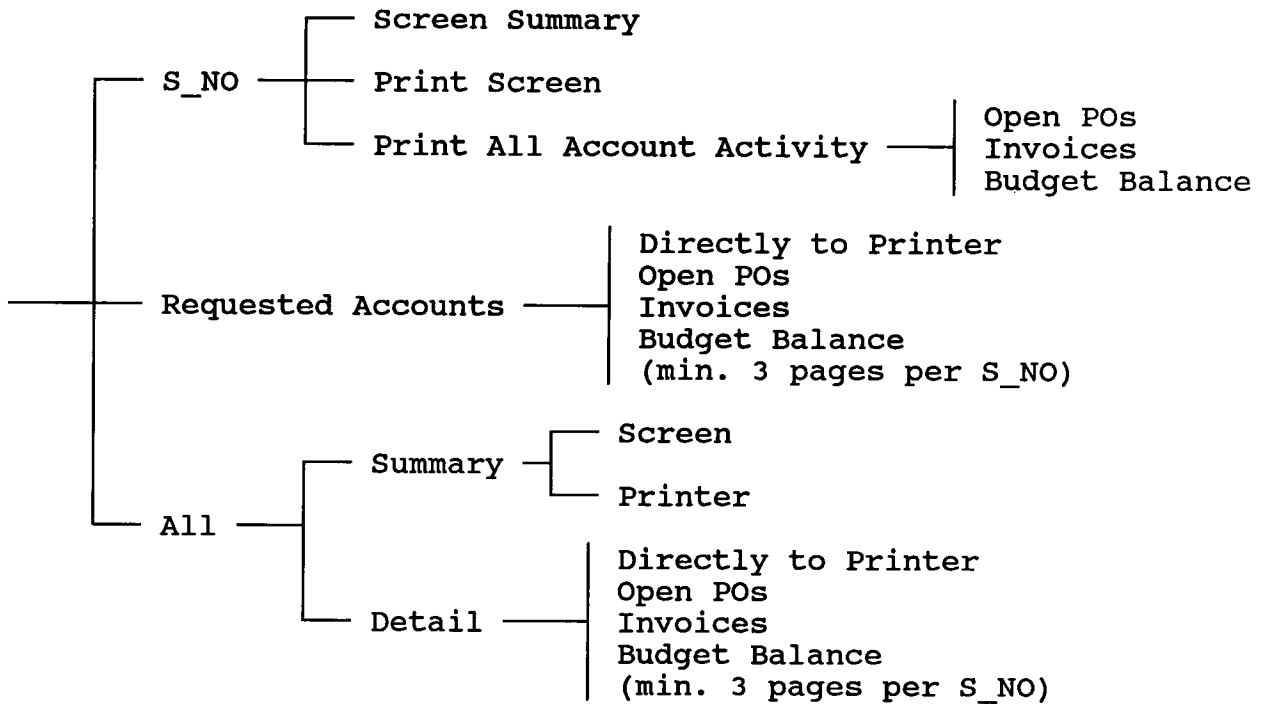 Screen Summary
S_NO
Print Screen
Print All Account Activity
Open POs
Invoices
Budget Balance
Requested Accounts
Directly to Printer
Open POs
Invoices
Budget Balance
(min. 3 pages per S_NO)
All
Summary
Screen
Printer
Detail
Directly to Printer
Open POs
Invoices
Budget Balance
(min. 3 pages per S_NO)